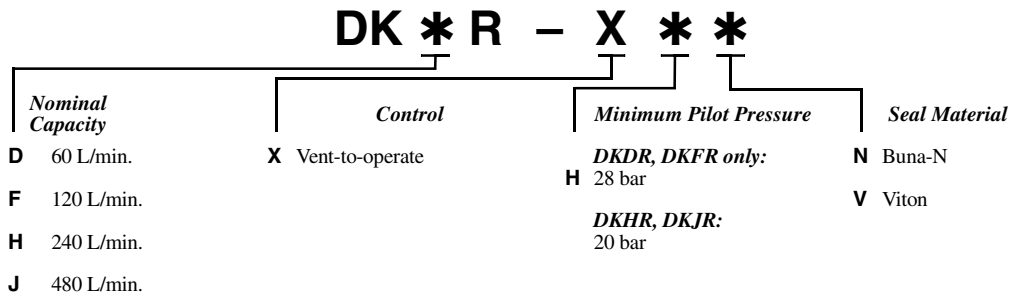 DK ✱ R – X ✱ ✱
Nominal
Capacity
D 60 L/min.
F 120 L/min.
H 240 L/min.
J 480 L/min.
Control
X Vent-to-operate
Minimum Pilot Pressure
DKDR, DKFR only:
H 28 bar
DKHR, DKJR:
20 bar
Seal Material
N Buna-N
V Viton